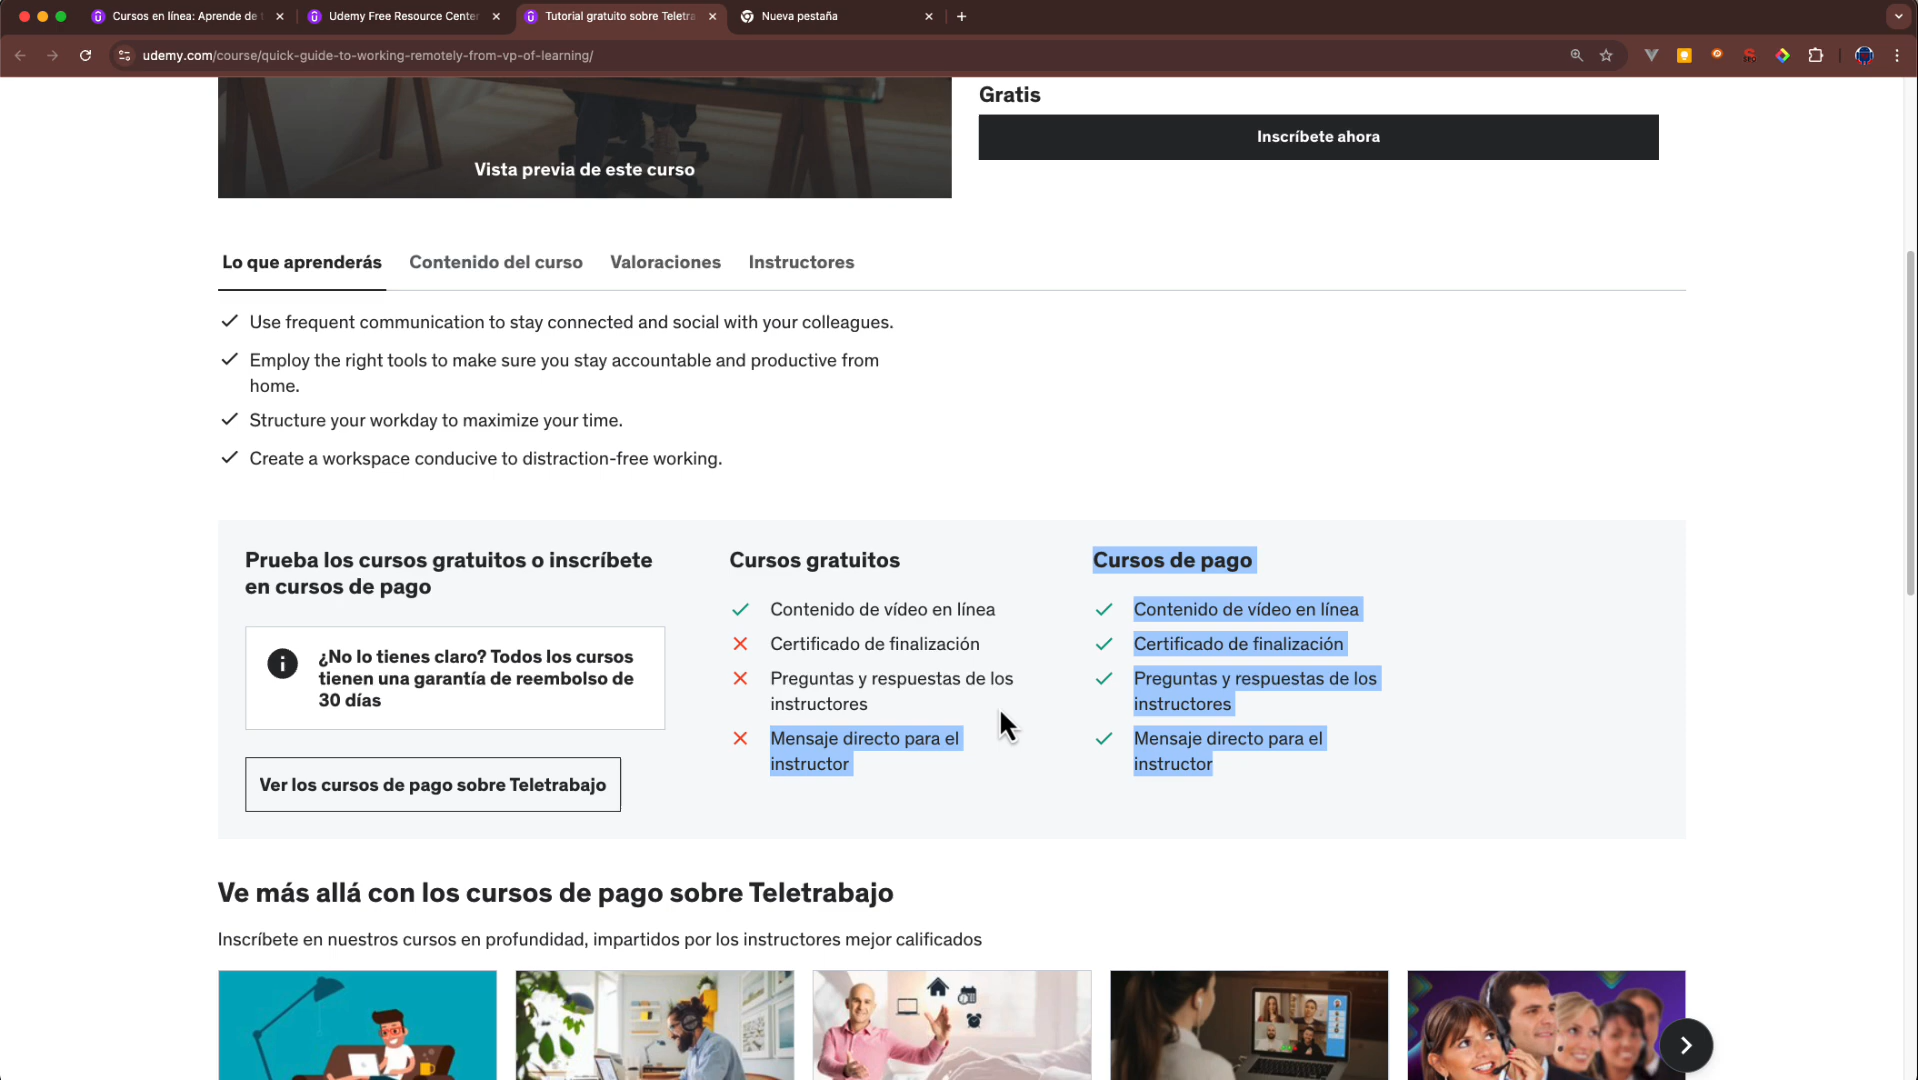 Cursos en línea: Aprende de
Udemy Free Resource Center
Tutorial gratuito sobre Teletra
Nueva pestaña
udemy.com/course/quick-guide-to-working-remotely-from-vp-of-learning/
Gratis
Inscríbete ahora
Vista previa de este curso
Lo que aprenderás
Contenido del curso
Valoraciones
Instructores
Use frequent communication to stay connected and social with your colleagues.
Employ the right tools to make sure you stay accountable and productive from
home.
Structure your workday to maximize your time.
Create a workspace conducive to distraction-free working.
Prueba los cursos gratuitos o inscríbete
en cursos de pago
¿No lo tienes claro? Todos los cursos
tienen una garantía de reembolso de
30 días
Ver los cursos de pago sobre Teletrabajo
Cursos gratuitos
Contenido de vídeo en línea
Certificado de finalización
Preguntas y respuestas de los
instructores
Mensaje directo para el
instructor
Cursos de pago
Contenido de vídeo en línea
Certificado de finalización
Preguntas y respuestas de los
instructores
Mensaje directo para el
instructor
Ve más allá con los cursos de pago sobre Teletrabajo
Inscríbete en nuestros cursos en profundidad, impartidos por los instructores mejor calificados